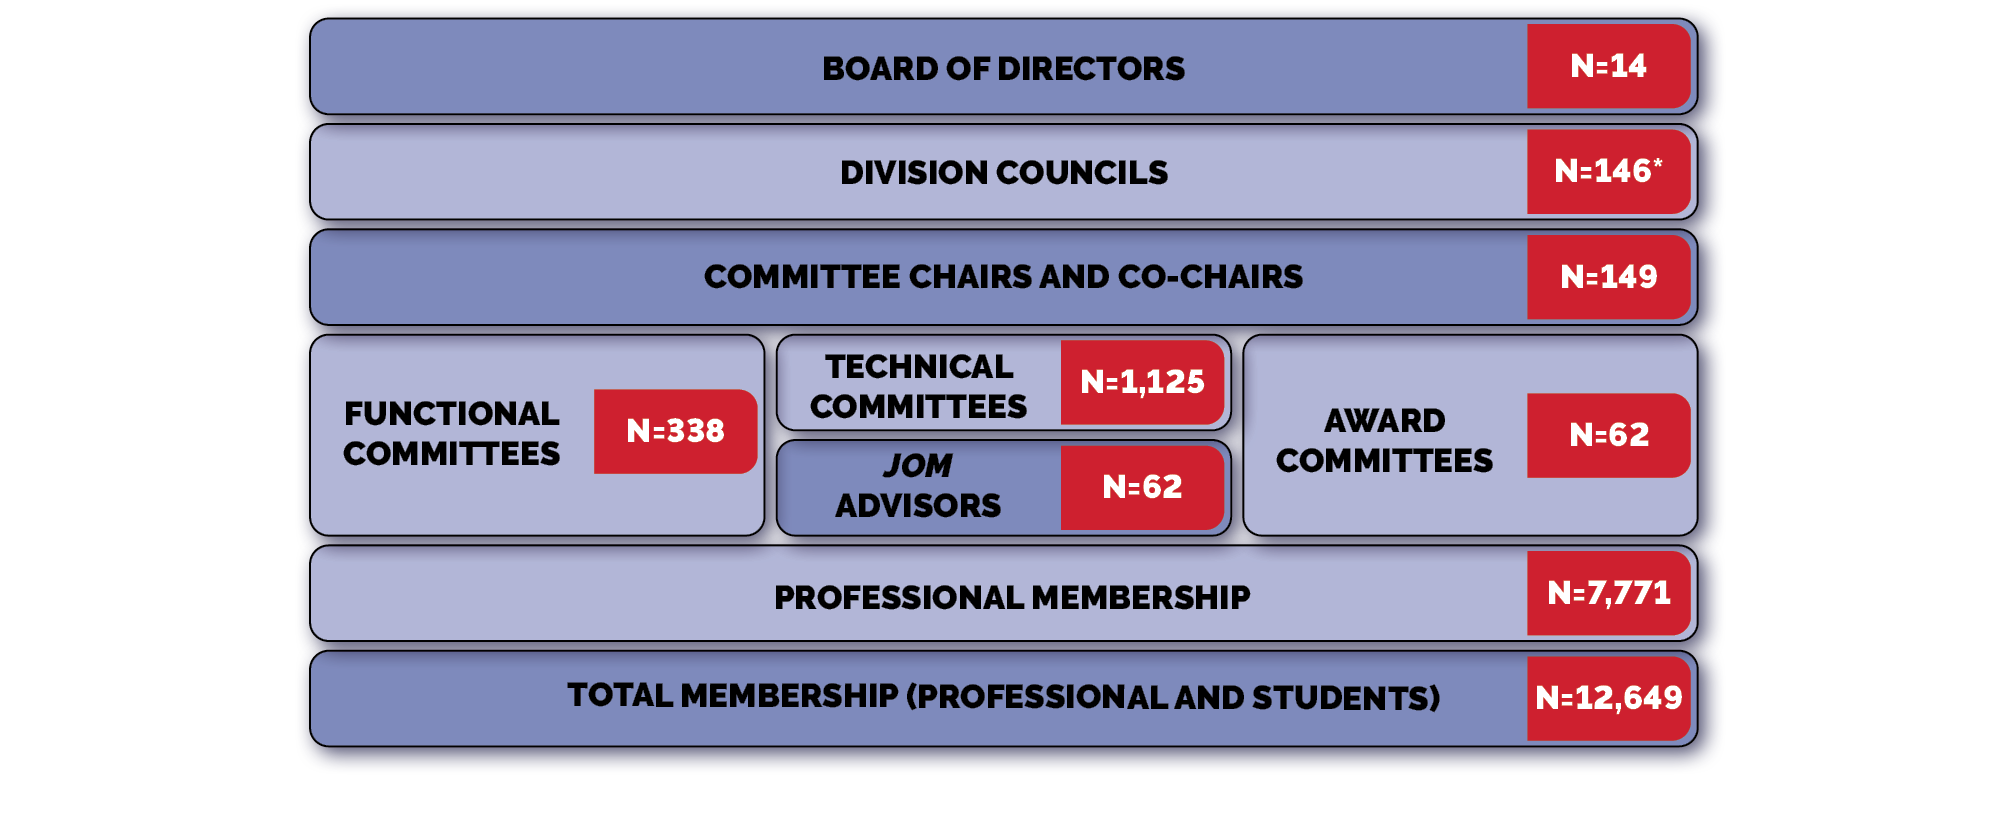 BOARD OF DIRECTORS N=14
DIVISION COUNCILS N=146*
COMMITTEE CHAIRS AND CO-CHAIRS N=149
FUNCTIONAL
COMMITTEES
N=338
TECHNICAL
COMMITTEES
N=1,125
JOM
ADVISORS
N=62
AWARD
COMMITTEES
N=62
PROFESSIONAL MEMBERSHIP N=7,771
TOTAL MEMBERSHIP (PROFESSIONAL AND STUDENTS) N=12,649